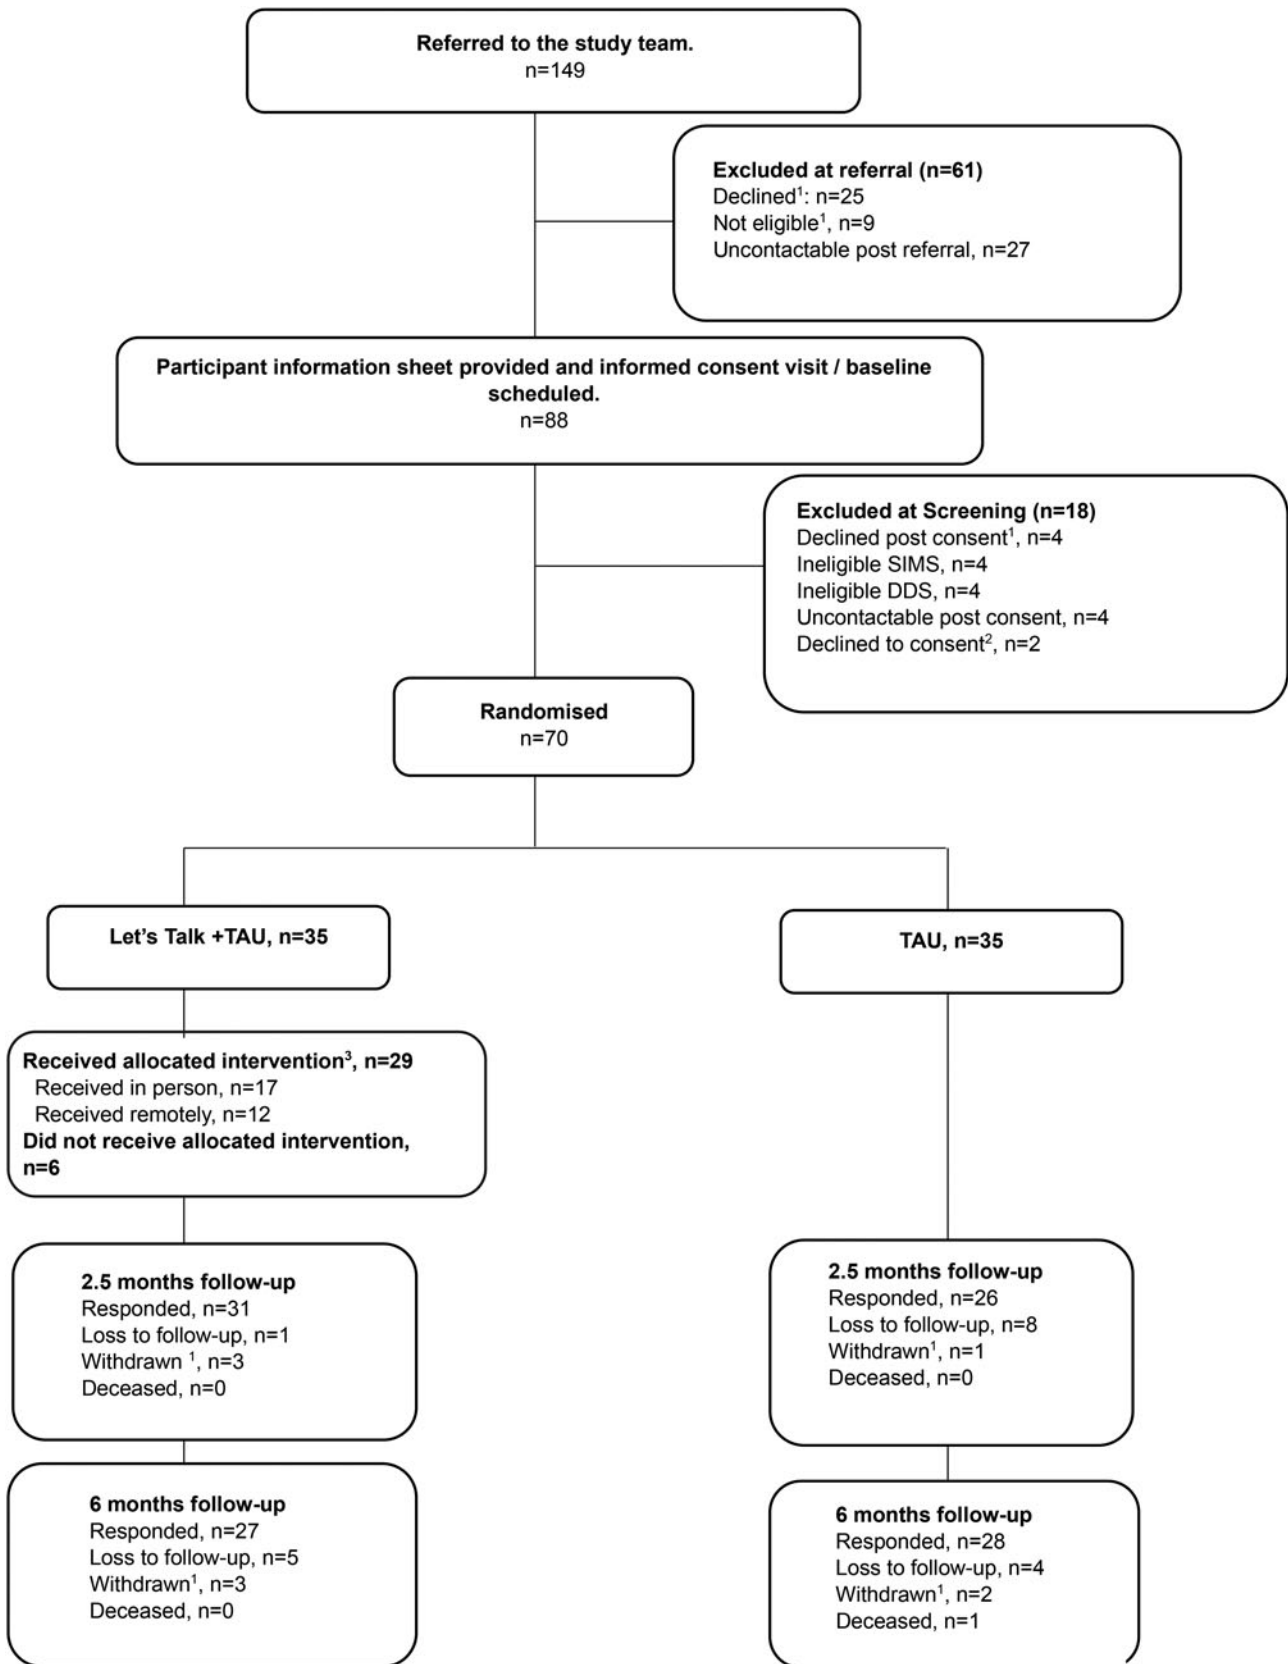 Referred to the study team.
n=149
Excluded at referral (n=61)
Declined¹: n=25
Not eligible¹, n=9
Uncontactable post referral, n=27
Participant information sheet provided and informed consent visit / baseline
scheduled.
n=88
Excluded at Screening (n=18)
Declined post consent¹, n=4
Ineligible SIMS, n=4
Ineligible DDS, n=4
Uncontactable post consent, n=4
Declined to consent², n=2
Randomised
n=70
Let's Talk +TAU, n=35
TAU, n=35
Received allocated intervention³, n=29
Received in person, n=17
Received remotely, n=12
Did not receive allocated intervention,
n=6
2.5 months follow-up
Responded, n=31
Loss to follow-up, n=1
Withdrawn ¹, n=3
Deceased, n=0
2.5 months follow-up
Responded, n=26
Loss to follow-up, n=8
Withdrawn¹, n=1
Deceased, n=0
6 months follow-up
Responded, n=27
Loss to follow-up, n=5
Withdrawn¹, n=3
Deceased, n=0
6 months follow-up
Responded, n=28
Loss to follow-up, n=4
Withdrawn¹, n=2
Deceased, n=1